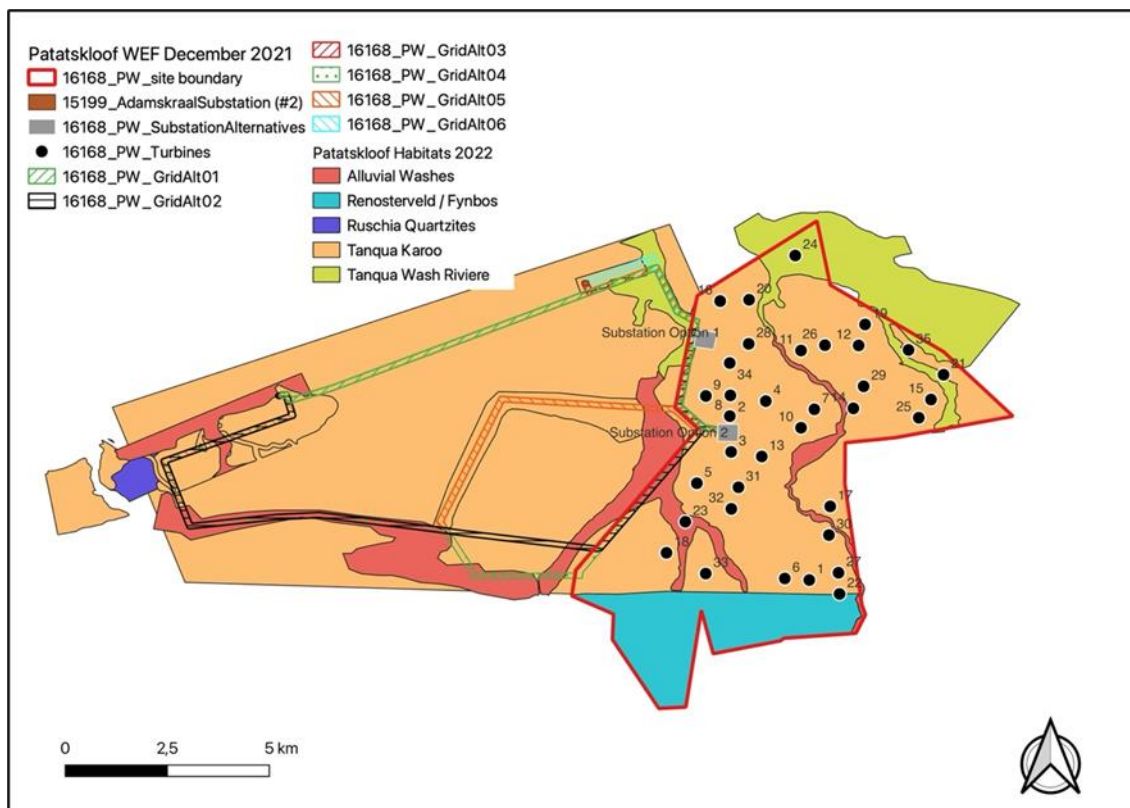 Patatskloof WEF December 2021
16168_PW_site boundary
15199_AdamskraalSubstation (#2)
16168_PW_SubstationAlternatives
16168_PW_Turbines
16168_PW_GridAlt01
16168_PW_GridAlt02
16168_PW_GridAlt03
16168_PW_GridAlt04
16168_PW_GridAlt05
16168_PW_GridAlt06
Patatskloof Habitats 2022
Alluvial Washes
Renosterveld / Fynbos
Ruschia Quartzites
Tanqua Karoo
Tanqua Wash Riviere
24
16
20
19
Substation Option 1
28
11
26
12
35
34
21
9
4
29
15
8
2
7
14
10
25
Substation Option 2
3
13
5
31
32
17
23
30
18
33
6
1
27
22
0
2,5
5 km